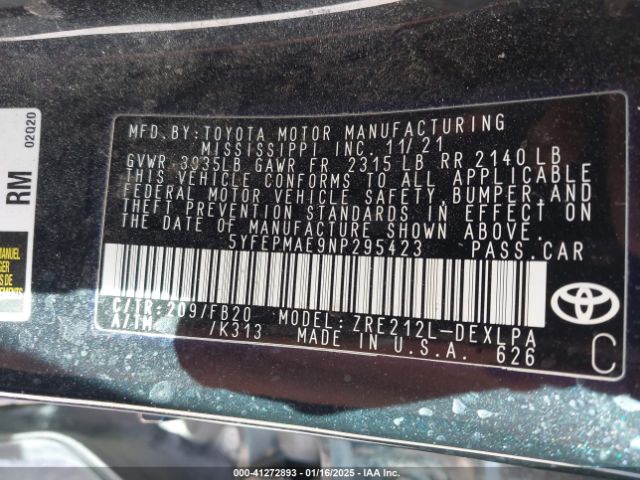 MFD. BY: TOYOTA MOTOR MANUFACTURING
MISSISSIPPI INC. 11/21
GVWR 3935LB GAWR FR 2315 LB RR 2140 LB
THIS VEHICLE CONFORMS TO ALL APPLICABLE
FEDERAL MOTOR VEHICLE SAFETY, BUMPER, AND
THEFT PREVENTION STANDARDS IN EFFECT ON
THE DATE OF MANUFACTURE SHOWN ABOVE.
5YFEPMAE9NP295423 PASS. CAR
C/TR: 209/FB20 MODEL: ZRE212L-DEXLPA
A/TM /K313 MADE IN U.S.A. 626
TOYOTA
C
02020
RM
MANUEL
000-41272893 | 01/16/2025 | IAA Inc.